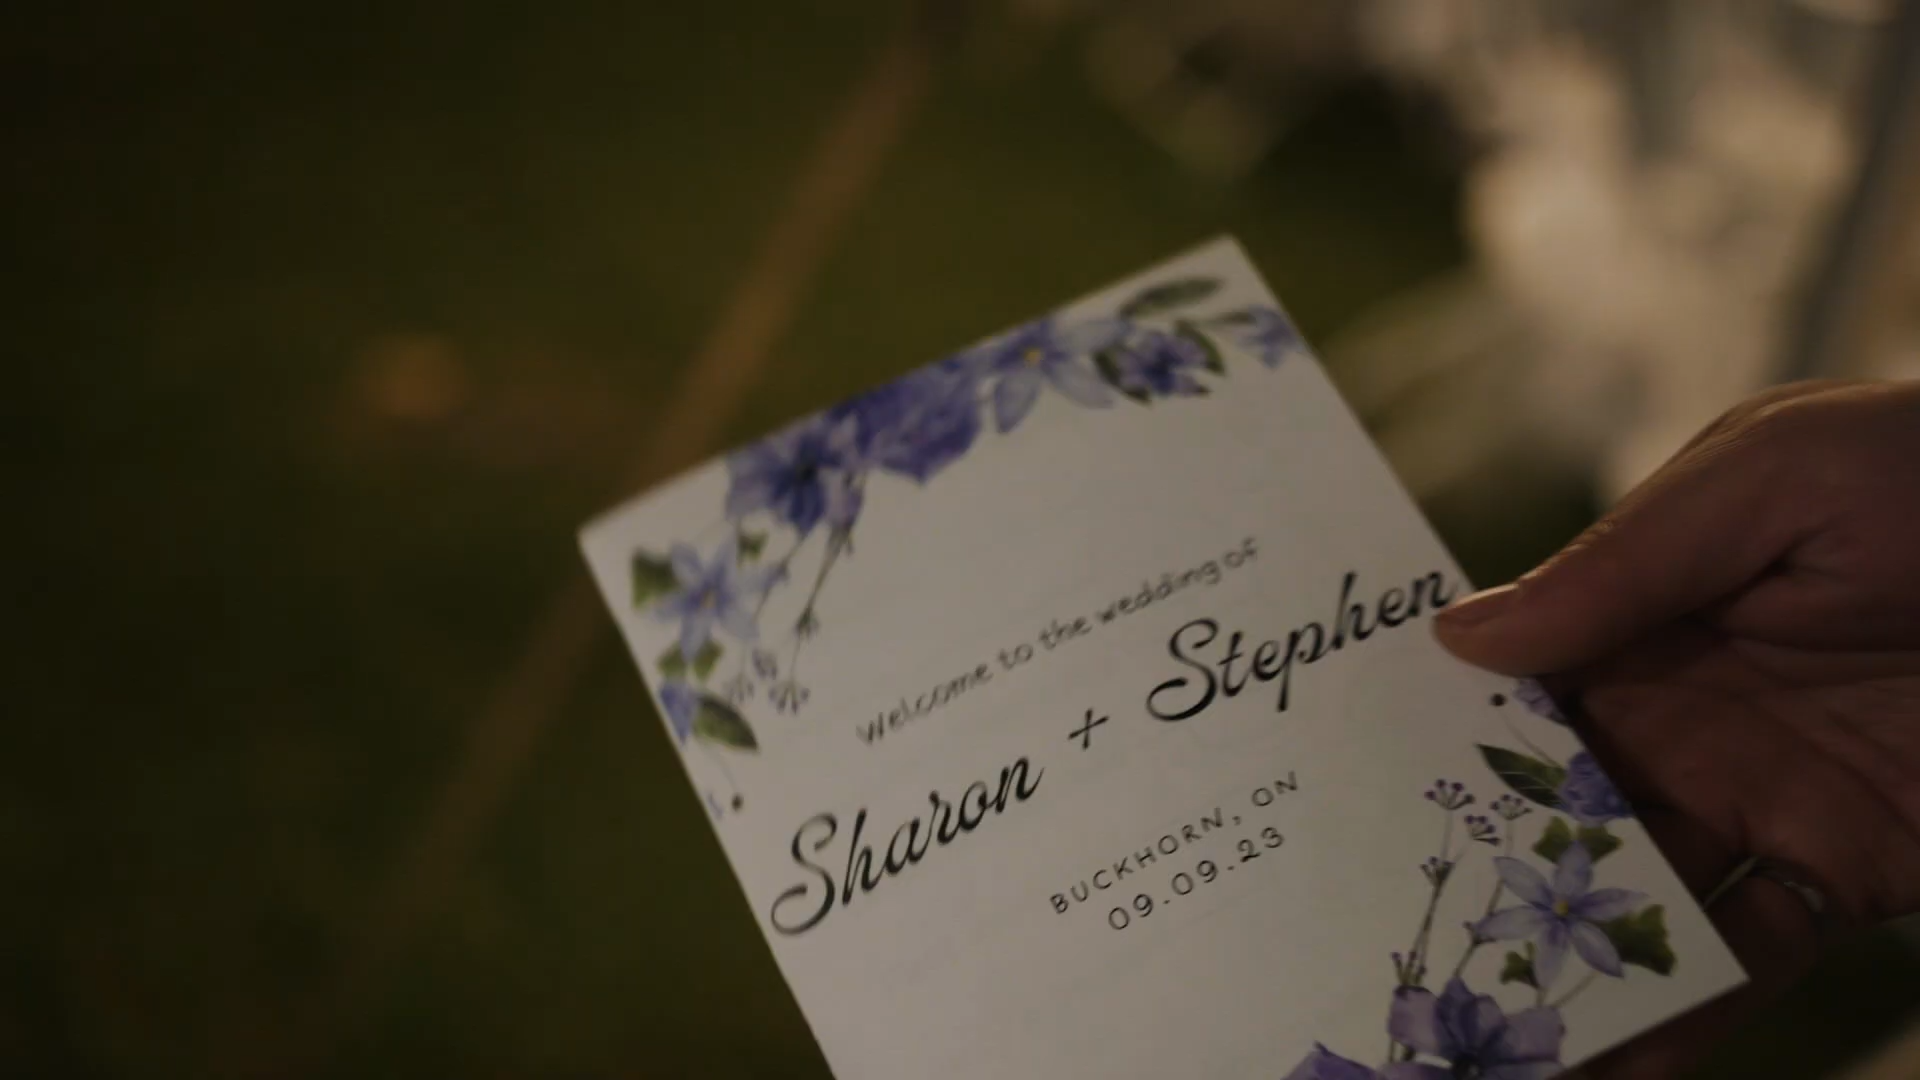 Welcome to the wedding of
Sharon + Stephen
BUCKHORN, ON
09.09.23